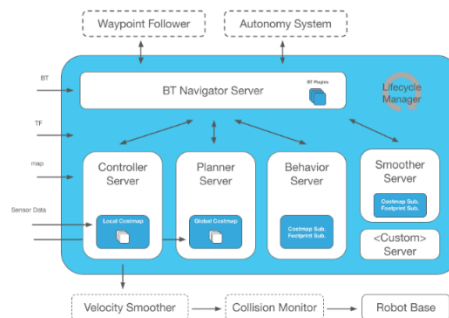 Waypoint Follower
Autonomy System
BT
BT Navigator Server
BT Plugins
Lifecycle
Manager
TF
map
Controller
Server
Planner
Server
Behavior
Server
Smoother
Server
Sensor Data
Local Costmap
Global Costmap
Costmap Sub.
Footprint Sub.
Costmap Sub.
Footprint Sub.
<Custom>
Server
Velocity Smoother
Collision Monitor
Robot Base